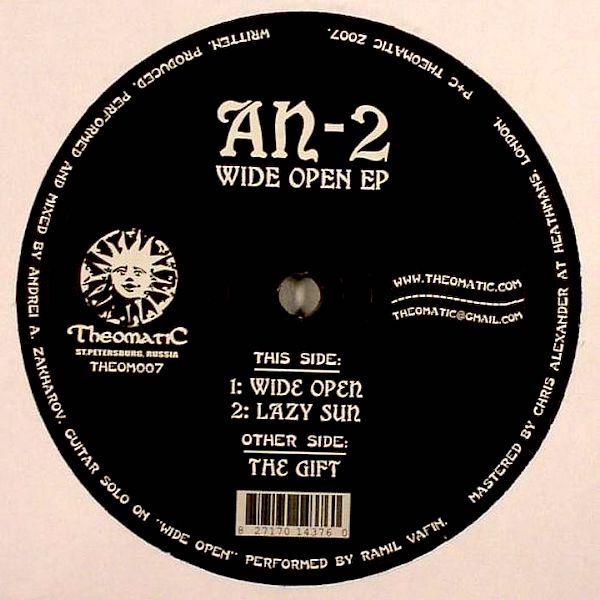 AN-2
WIDE OPEN EP
TheomatiC
ST.PETERSBURG, RUSSIA
THEOM007
WWW.THEOMATIC.COM
THEOMATIC@GMAIL.COM
THIS SIDE:
1: WIDE OPEN
2: LAZY SUN
OTHER SIDE:
THE GIFT
8 27170 14376 0
WRITTEN, PRODUCED, PERFORMED AND MIXED BY ANDREI A. ZAKHAROV. GUITAR SOLO ON "WIDE OPEN" PERFORMED BY RAMIL VAFIN.
MASTERED BY CHRIS ALEXANDER AT HEATHMANS, LONDON.
P+C THEOMATIC 2007.